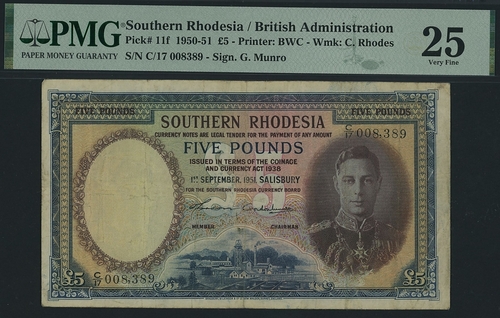 PMG
PAPER MONEY GUARANTY
Southern Rhodesia / British Administration
Pick# 11f 1950-51 £5 - Printer: BWC - Wmk: C. Rhodes
S/N C/17 008389 - Sign. G. Munro
25
Very Fine
FIVE POUNDS
FIVE POUNDS
SOUTHERN RHODESIA
CURRENCY NOTES ARE LEGAL TENDER FOR THE PAYMENT OF ANY AMOUNT
C/17 008,389
FIVE POUNDS
ISSUED IN TERMS OF THE COINAGE
AND CURRENCY ACT 1938
1ST SEPTEMBER, 1951 SALISBURY
FOR THE SOUTHERN RHODESIA CURRENCY BOARD
MEMBER CHAIRMAN
C/17 008,389
£5
£5